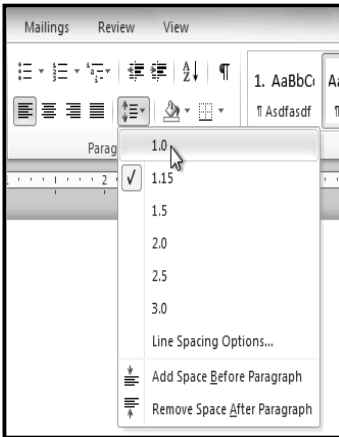 Mailings Review View
1. AaBbC
¶ Asdfasdf
Parag
2
1.0
1.15
1.5
2.0
2.5
3.0
Line Spacing Options...
Add Space Before Paragraph
Remove Space After Paragraph